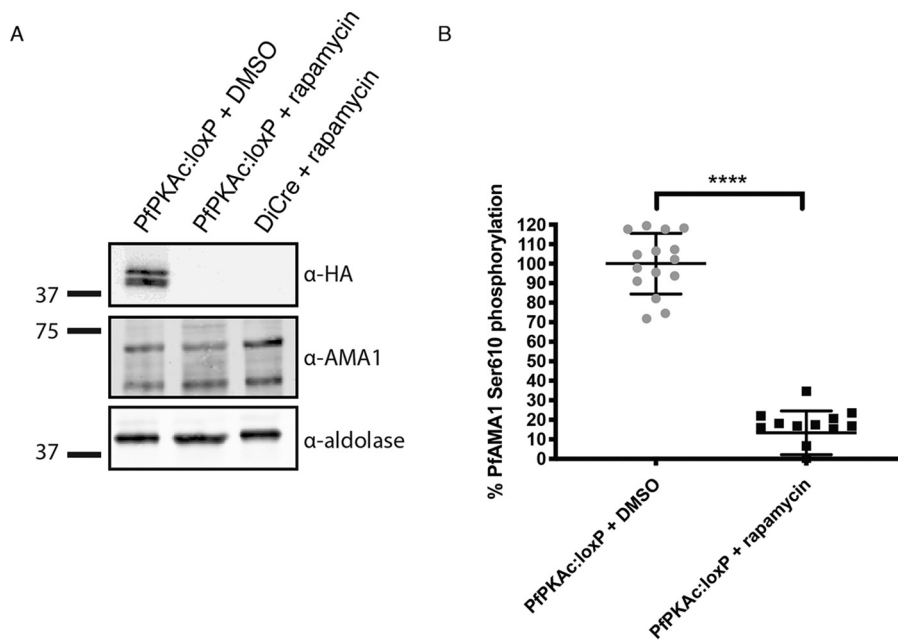 A
PfPKAc:loxP + DMSO
PfPKAc:loxP + rapamycin
DiCre + rapamycin
37
α-HA
75
α-AMA1
37
α-aldolase
B
****
% PfAMA1 Ser610 phosphorylation
120
110
100
90
80
70
60
50
40
30
20
10
0
PfPKAc:loxP + DMSO
PfPKAc:loxP + rapamycin